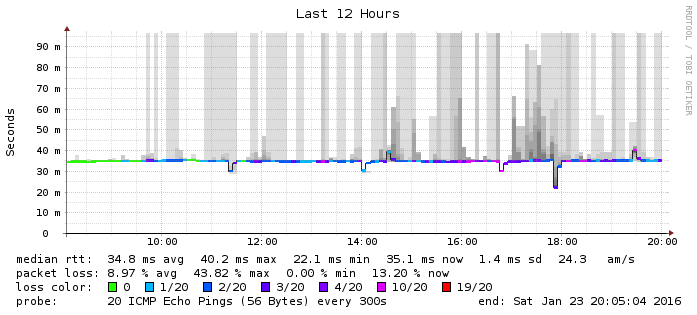 Last 12 Hours
RRDTOOL / TOBI OETIKER
Seconds
90 m
80 m
70 m
60 m
50 m
40 m
30 m
20 m
10 m
0
10:00 12:00 14:00 16:00 18:00 20:00
median rtt: 34.8 ms avg 40.2 ms max 22.1 ms min 35.1 ms now 1.4 ms sd 24.3 am/s
packet loss: 8.97 % avg 43.82 % max 0.00 % min 13.20 % now
loss color: 0 1/20 2/20 3/20 4/20 10/20 19/20
probe: 20 ICMP Echo Pings (56 Bytes) every 300s end: Sat Jan 23 20:05:04 2016